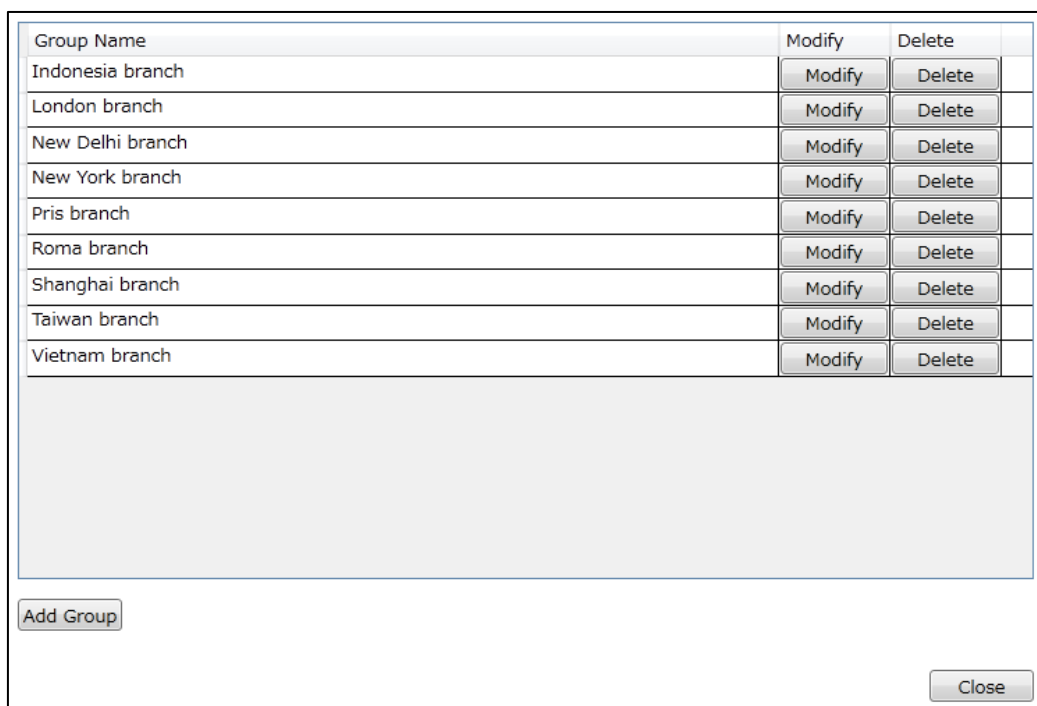 Group Name Modify Delete
Indonesia branch Modify Delete
London branch Modify Delete
New Delhi branch Modify Delete
New York branch Modify Delete
Pris branch Modify Delete
Roma branch Modify Delete
Shanghai branch Modify Delete
Taiwan branch Modify Delete
Vietnam branch Modify Delete
Add Group
Close